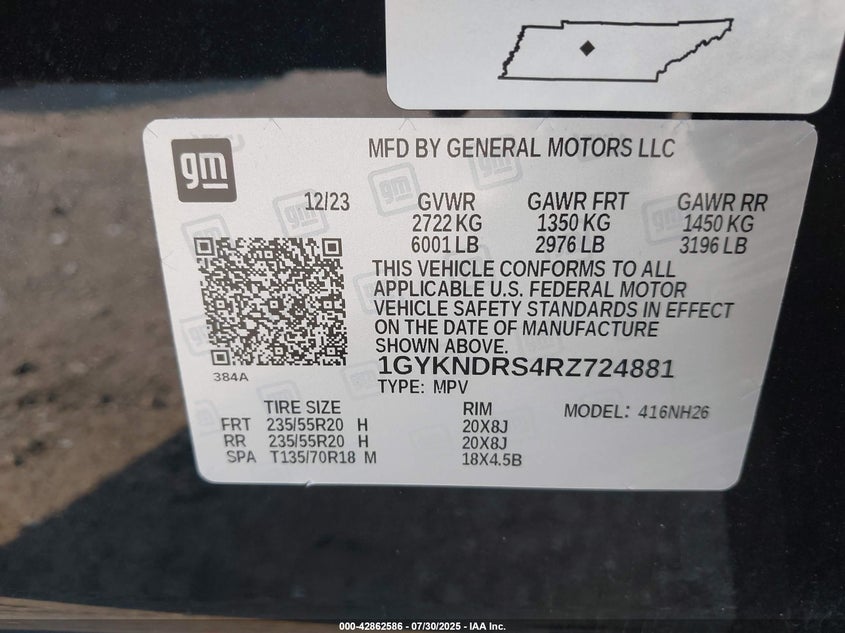 gm
MFD BY GENERAL MOTORS LLC
12/23 GVWR GAWR FRT GAWR RR
2722 KG 1350 KG 1450 KG
6001 LB 2976 LB 3196 LB
THIS VEHICLE CONFORMS TO ALL
APPLICABLE U.S. FEDERAL MOTOR
VEHICLE SAFETY STANDARDS IN EFFECT
ON THE DATE OF MANUFACTURE
SHOWN ABOVE.
1GYKNDRS4RZ724881
384A
TYPE: MPV
TIRE SIZE RIM MODEL: 416NH26
FRT 235/55R20 H 20X8J
RR 235/55R20 H 20X8J
SPA T135/70R18 M 18X4.5B
000-42862586 - 07/30/2025 - IAA Inc.